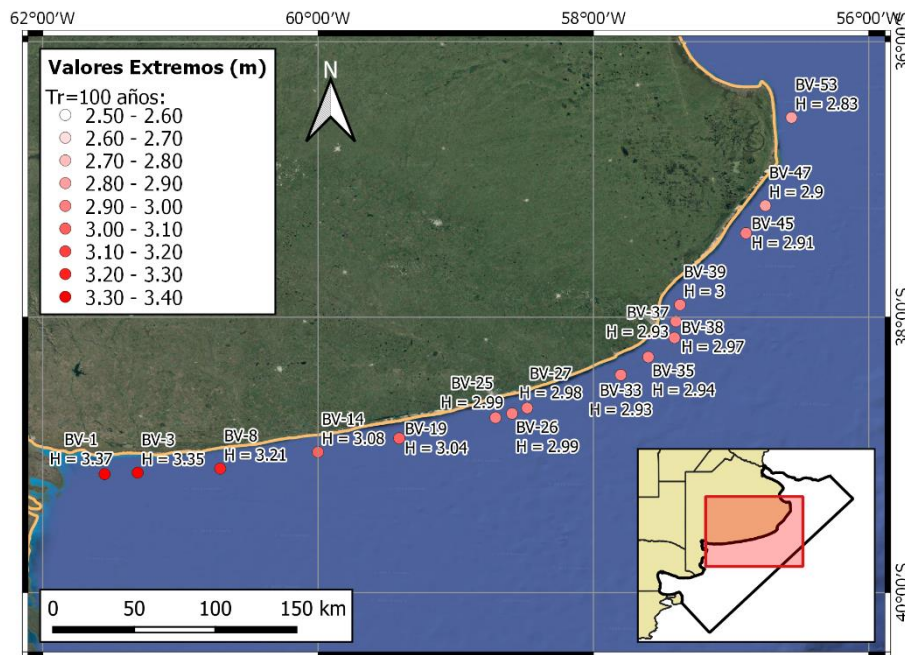 62°00'W 60°00'W 58°00'W 56°00'W
36°00'S
38°00'S
40°00'S
Valores Extremos (m)
Tr=100 años:
2.50 - 2.60
2.60 - 2.70
2.70 - 2.80
2.80 - 2.90
2.90 - 3.00
3.00 - 3.10
3.10 - 3.20
3.20 - 3.30
3.30 - 3.40
N
BV-53
H = 2.83
BV-47
H = 2.9
BV-45
H = 2.91
BV-39
H = 3
BV-37
H = 2.93
BV-38
H = 2.97
BV-35
H = 2.94
BV-33
H = 2.93
BV-27
H = 2.98
BV-25
H = 2.99
BV-26
H = 2.99
BV-19
H = 3.04
BV-14
H = 3.08
BV-8
H = 3.21
BV-3
H = 3.35
BV-1
H = 3.37
0 50 100 150 km